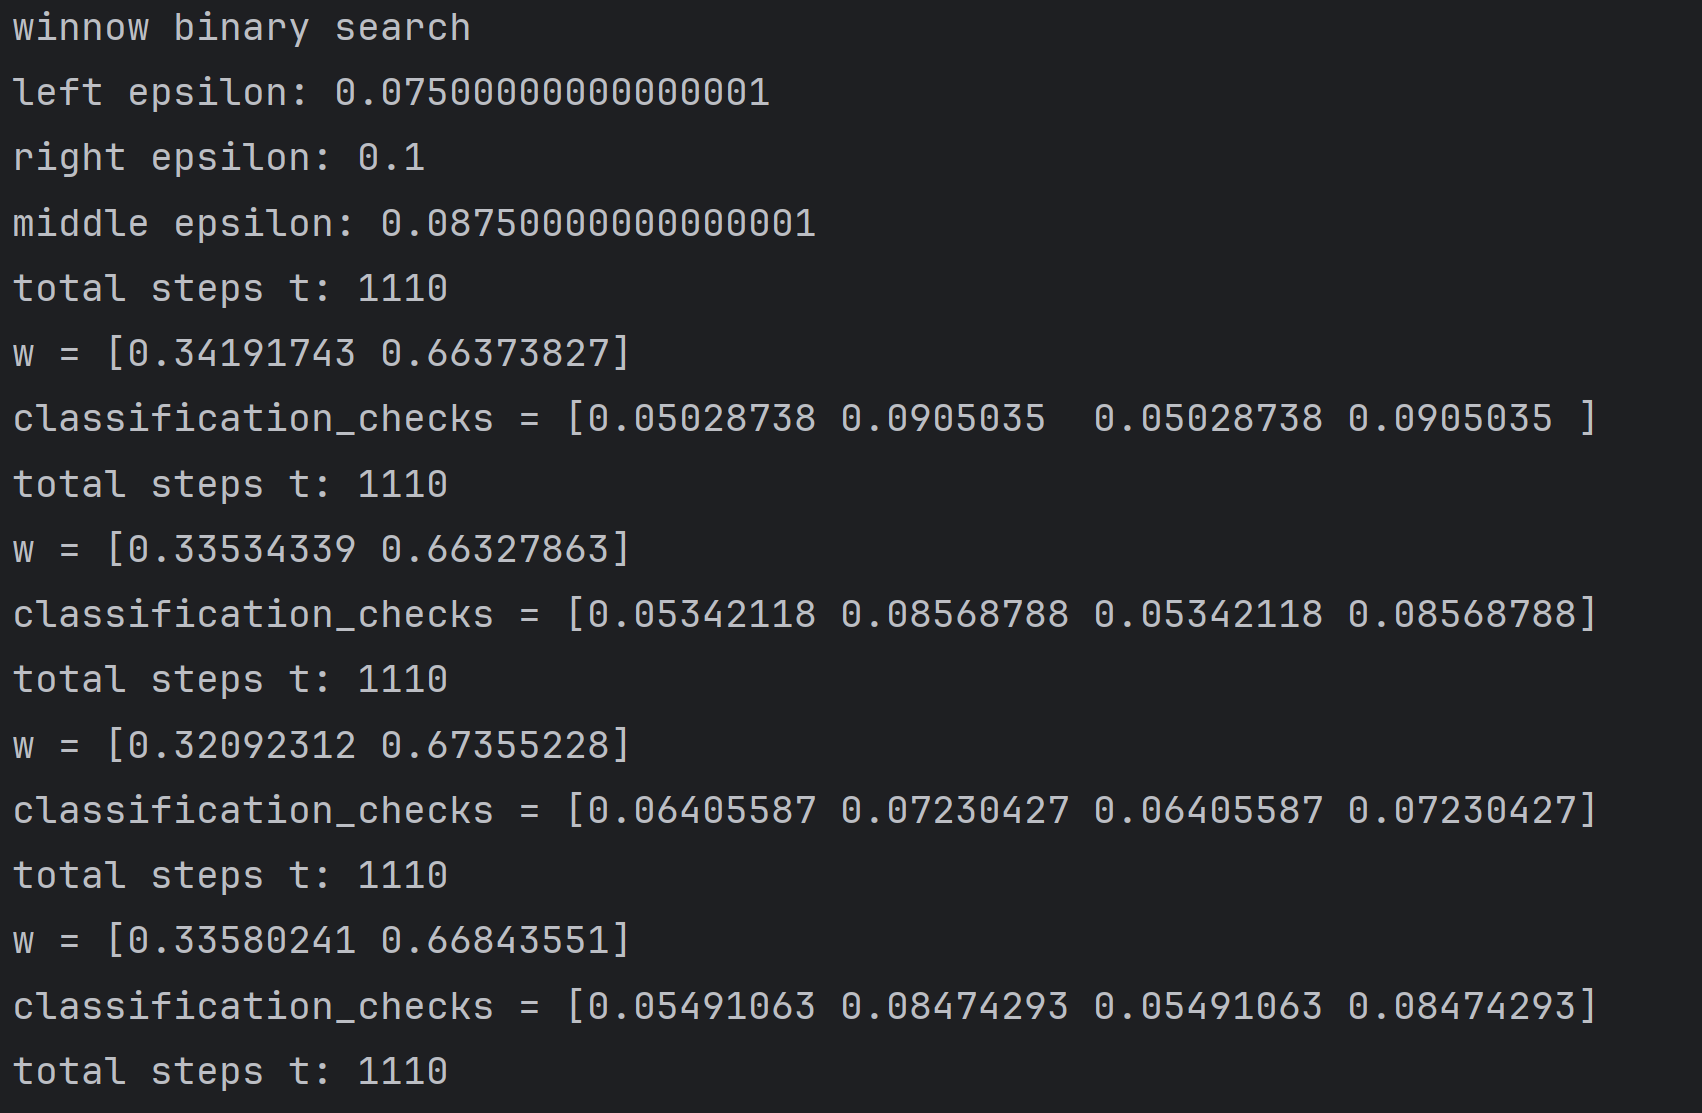 winnow binary search
left epsilon: 0.07500000000000001
right epsilon: 0.1
middle epsilon: 0.08750000000000001
total steps t: 1110
w = [0.34191743 0.66373827]
classification_checks = [0.05028738 0.0905035  0.05028738 0.0905035 ]
total steps t: 1110
w = [0.33534339 0.66327863]
classification_checks = [0.05342118 0.08568788 0.05342118 0.08568788]
total steps t: 1110
w = [0.32092312 0.67355228]
classification_checks = [0.06405587 0.07230427 0.06405587 0.07230427]
total steps t: 1110
w = [0.33580241 0.66843551]
classification_checks = [0.05491063 0.08474293 0.05491063 0.08474293]
total steps t: 1110